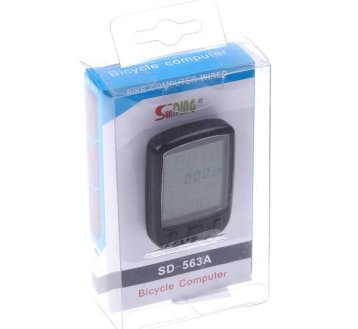 Bicycle computer
BIKE COMPUTER WIRED
SunDING®
SD-563A
Bicycle Computer